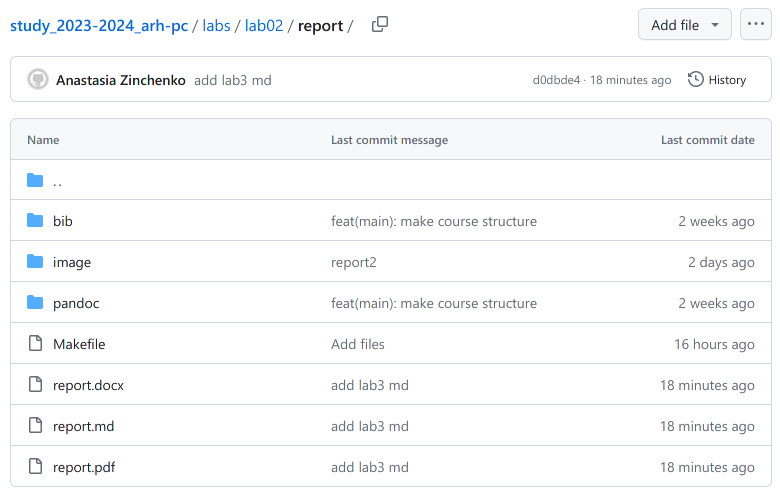 study_2023-2024_arh-pc / labs / lab02 / report / Add file ...
Anastasia Zinchenko add lab3 md d0dbde4 · 18 minutes ago History
Name Last commit message Last commit date
..
bib feat(main): make course structure 2 weeks ago
image report2 2 days ago
pandoc feat(main): make course structure 2 weeks ago
Makefile Add files 16 hours ago
report.docx add lab3 md 18 minutes ago
report.md add lab3 md 18 minutes ago
report.pdf add lab3 md 18 minutes ago